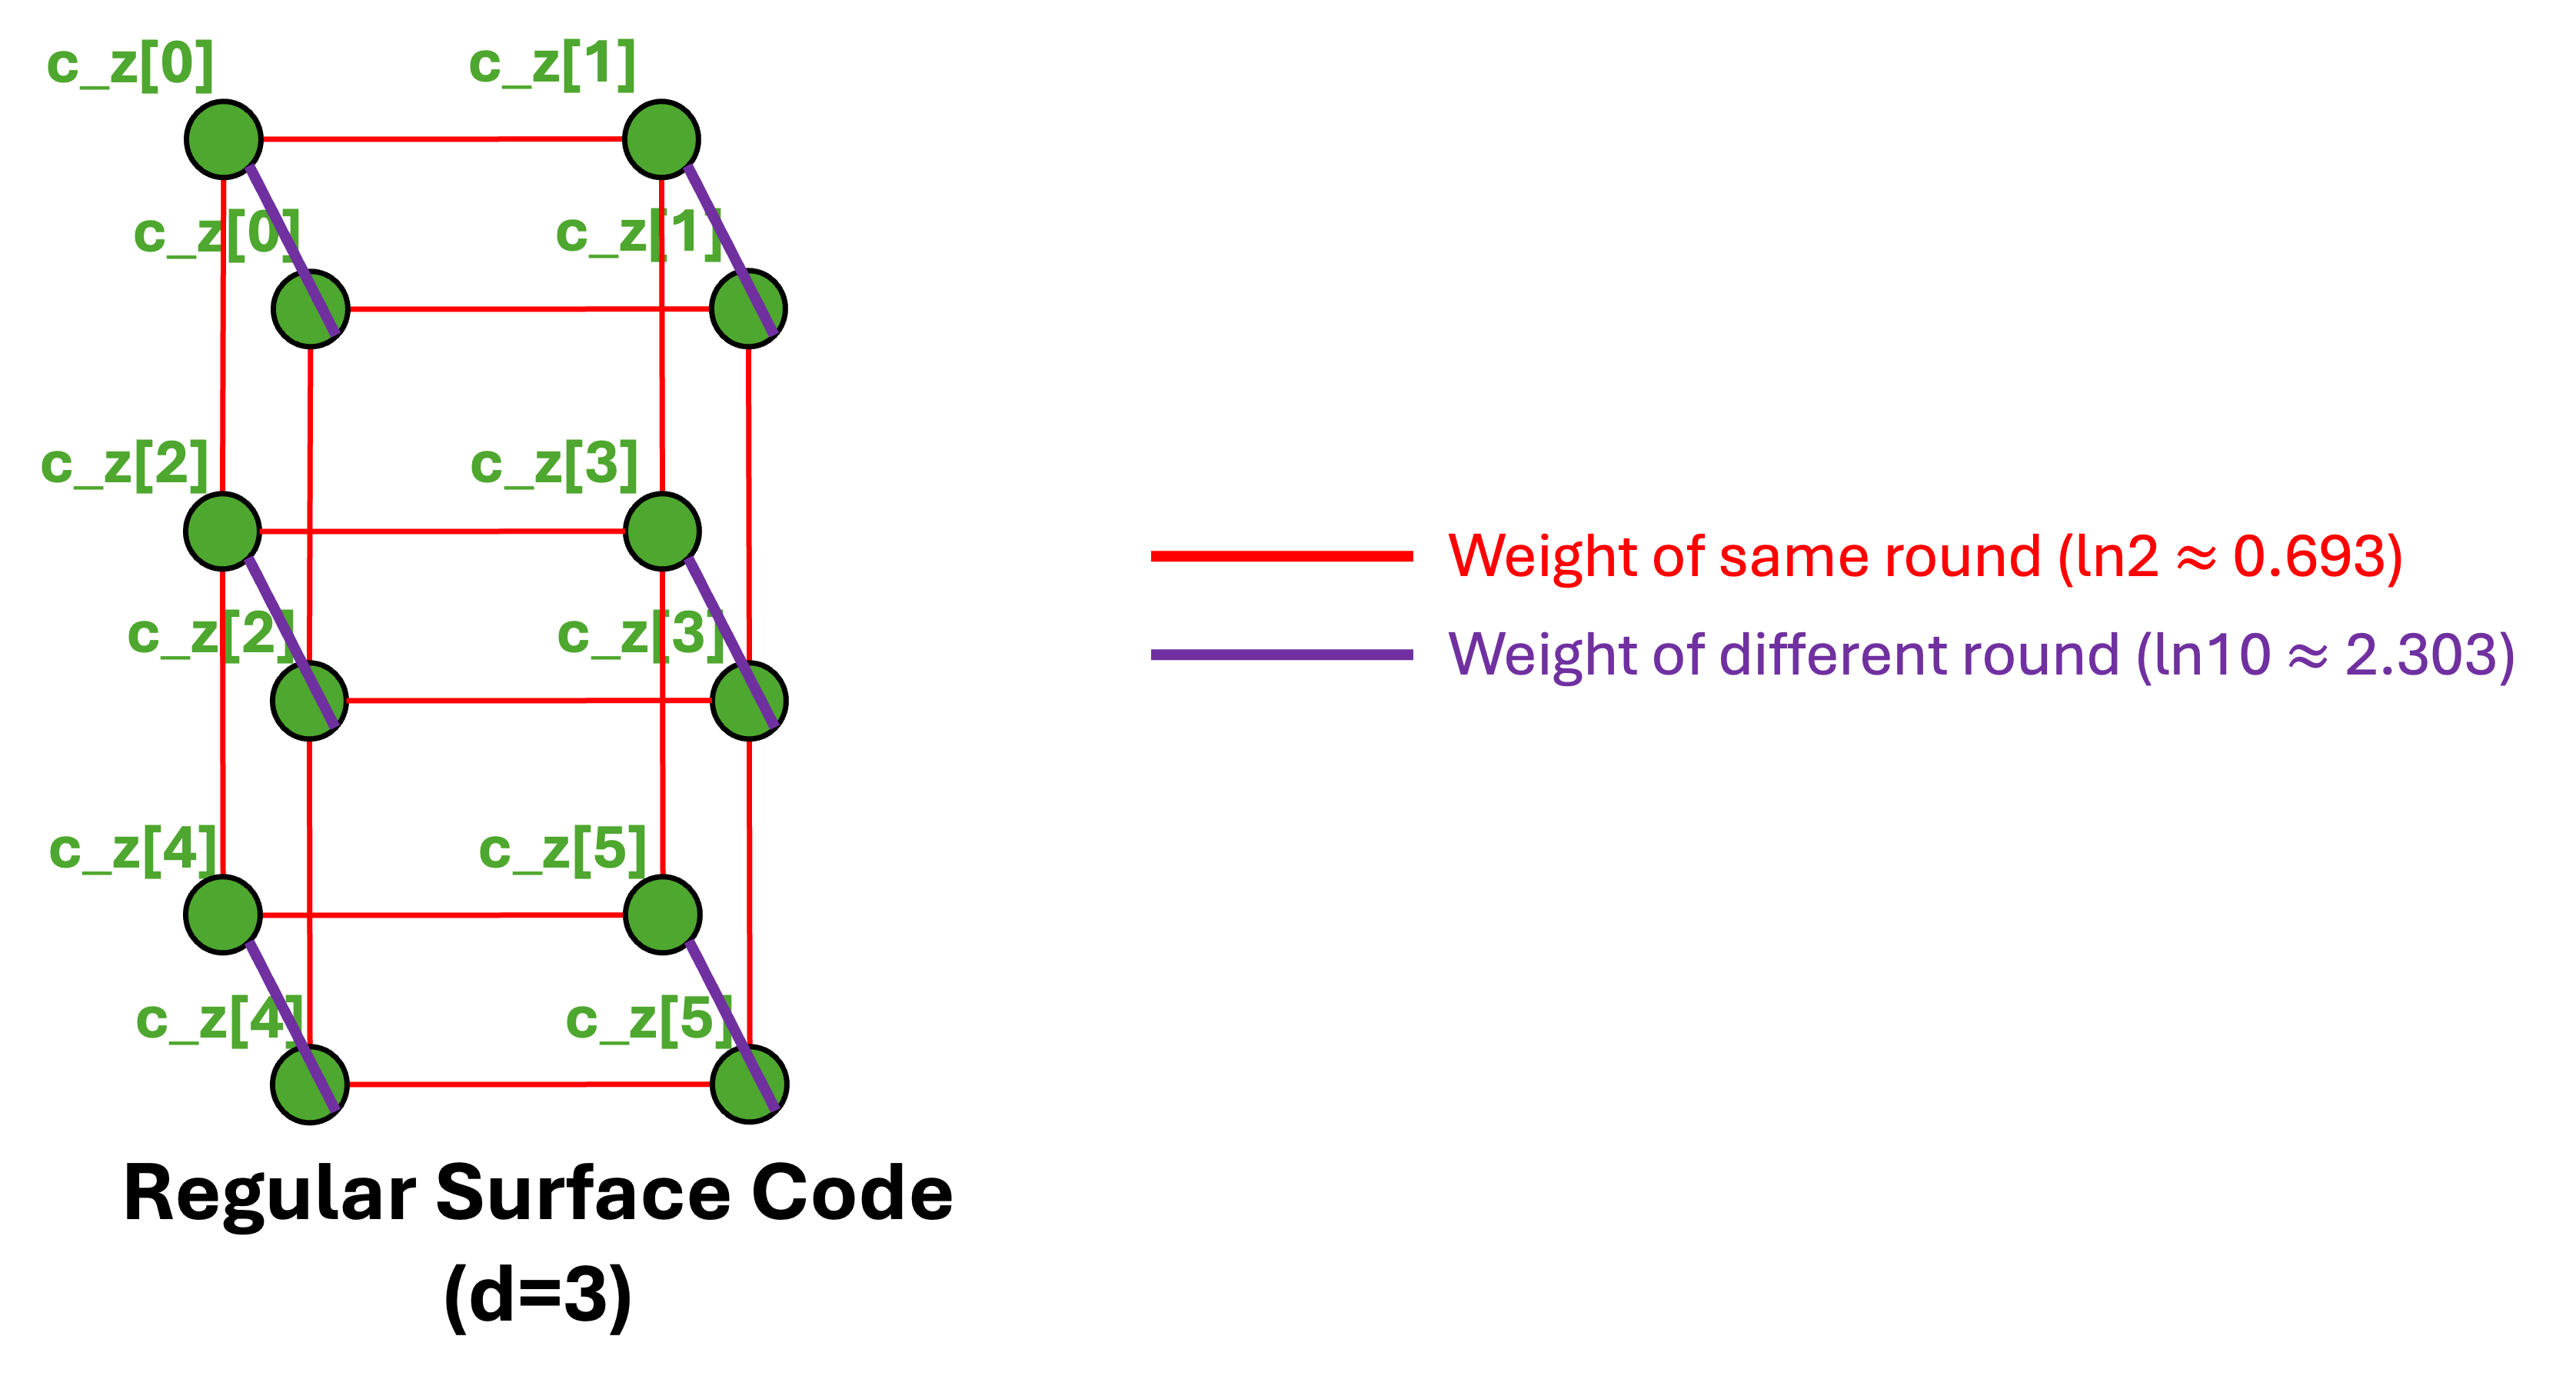 c_z[0] c_z[1]
c_z[0] c_z[1]
c_z[2] c_z[3]
Weight of same round (ln2 ≈ 0.693)
c_z[2] c_z[3]
Weight of different round (ln10 ≈ 2.303)
c_z[4] c_z[5]
c_z[4] c_z[5]
Regular Surface Code
(d=3)